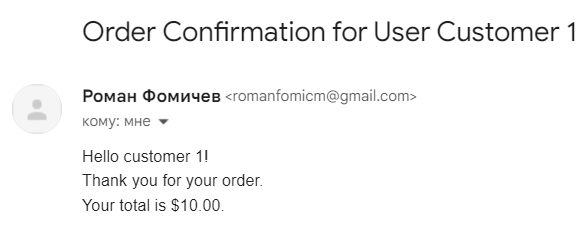 Order Confirmation for User Customer 1
Роман Фомичев <romanfomicm@gmail.com>
кому: мне
Hello customer 1!
Thank you for your order.
Your total is $10.00.